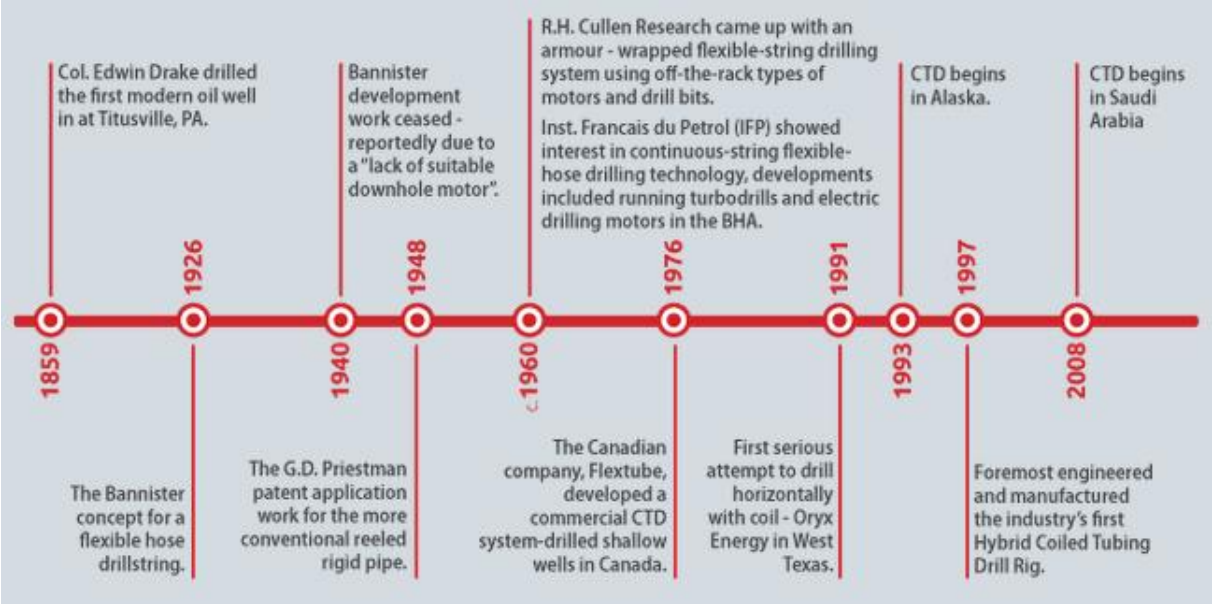 Col. Edwin Drake drilled
the first modern oil well
in at Titusville, PA.
1859
1926
The Bannister
concept for a
flexible hose
drillstring.
Bannister
development
work ceased -
reportedly due to
a "lack of suitable
downhole motor".
1940
1948
The G.D. Priestman
patent application
work for the more
conventional reeled
rigid pipe.
R.H. Cullen Research came up with an
armour - wrapped flexible-string drilling
system using off-the-rack types of
motors and drill bits.
Inst. Francais du Petrol (IFP) showed
interest in continuous-string flexible-
hose drilling technology, developments
included running turbodrills and electric
drilling motors in the BHA.
c. 1960
1976
The Canadian
company, Flextube,
developed a
commercial CTD
system-drilled shallow
wells in Canada.
1991
First serious
attempt to drill
horizontally
with coil - Oryx
Energy in West
Texas.
CTD begins
in Alaska.
1993
1997
Foremost engineered
and manufactured
the industry's first
Hybrid Coiled Tubing
Drill Rig.
CTD begins
in Saudi
Arabia
2008